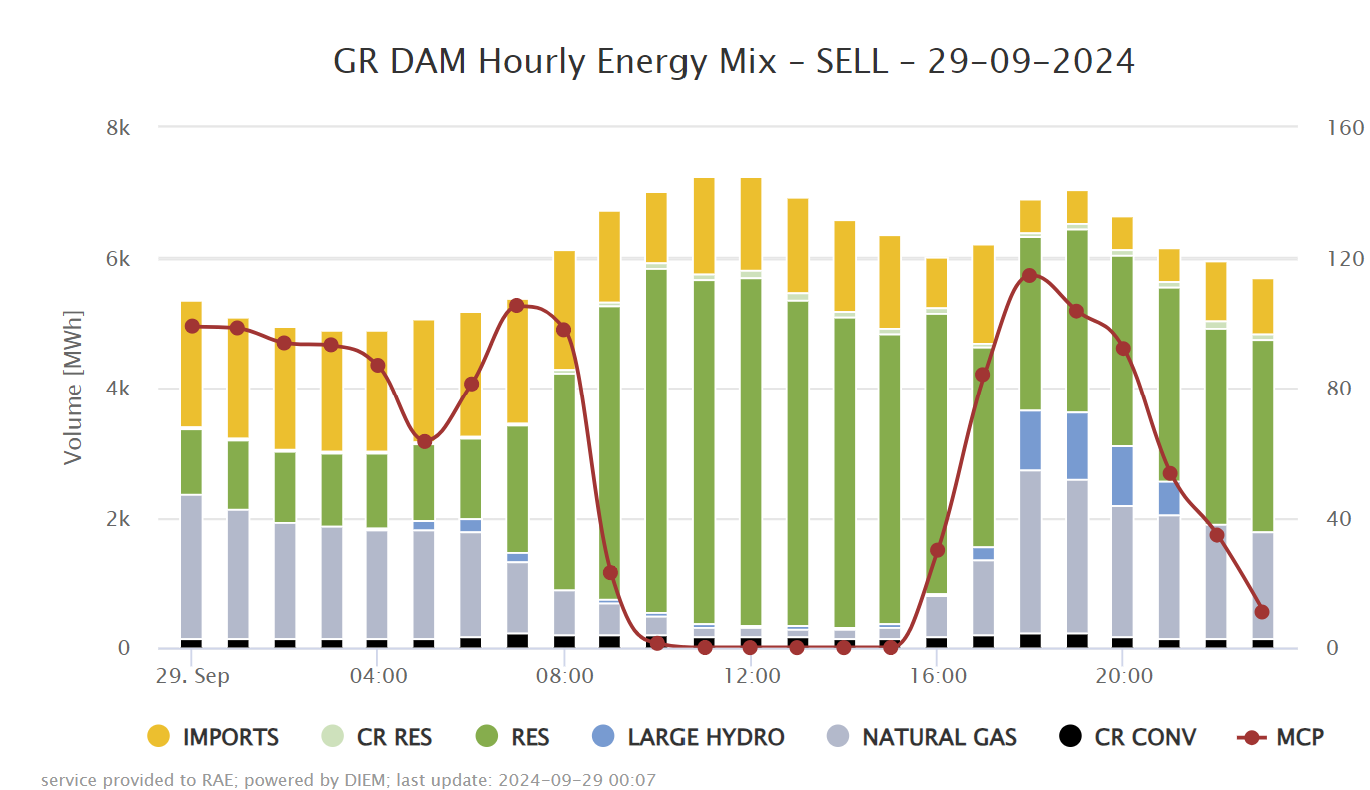 GR DAM Hourly Energy Mix – SELL – 29-09-2024
8k 160
6k 120
4k 80
2k 40
0 0
Volume [MWh]
29. Sep 04:00 08:00 12:00 16:00 20:00
IMPORTS CR RES RES LARGE HYDRO NATURAL GAS CR CONV MCP
service provided to RAE; powered by DIEM; last update: 2024-09-29 00:07